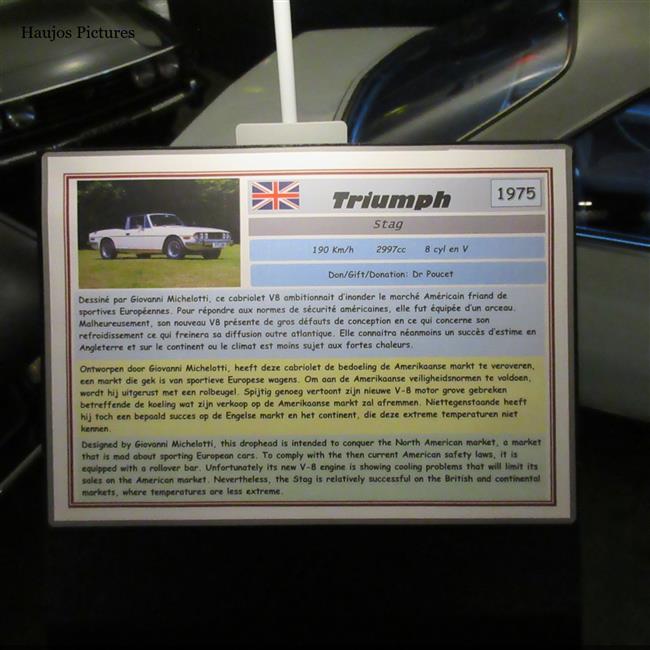 Haujos Pictures
Triumph
1975
Stag
190 Km/h 2997cc 8 cyl en V
Don/Gift/Donation: Dr Poucet
Dessiné par Giovanni Michelotti, ce cabriolet V8 ambitionnait d'inonder le marché Américain friand de
sportives Européennes. Pour répondre aux normes de sécurité américaines, elle fut équipée d'un arceau.
Malheureusement, son nouveau V8 présente de gros défauts de conception en ce qui concerne son
refroidissement ce qui freinera sa diffusion outre atlantique. Elle connaitra néanmoins un succès d'estime en
Angleterre et sur le continent ou le climat est moins sujet aux fortes chaleurs.
Ontworpen door Giovanni Michelotti, heeft deze cabriolet de bedoeling de Amerikaanse markt te veroveren,
een markt die gek is van sportieve Europese wagens. Om aan de Amerikaanse veiligheidsnormen te voldoen,
wordt hij uitgerust met een rolbeugel. Spijtig genoeg vertoont zijn nieuwe V-8 motor grove gebreken
betreffende de koeling wat zijn verkoop op de Amerikaanse markt zal afremmen. Niettegenstaande heeft
hij toch een bepaald succes op de Engelse markt en het continent, die deze extreme temperaturen niet
kennen.
Designed by Giovanni Michelotti, this drophead is intended to conquer the North American market, a market
that is mad about sporting European cars. To comply with the then current American safety laws, it is
equipped with a rollover bar. Unfortunately its new V-8 engine is showing cooling problems that will limit its
sales on the American market. Nevertheless, the Stag is relatively successful on the British and continental
markets, where temperatures are less extreme.